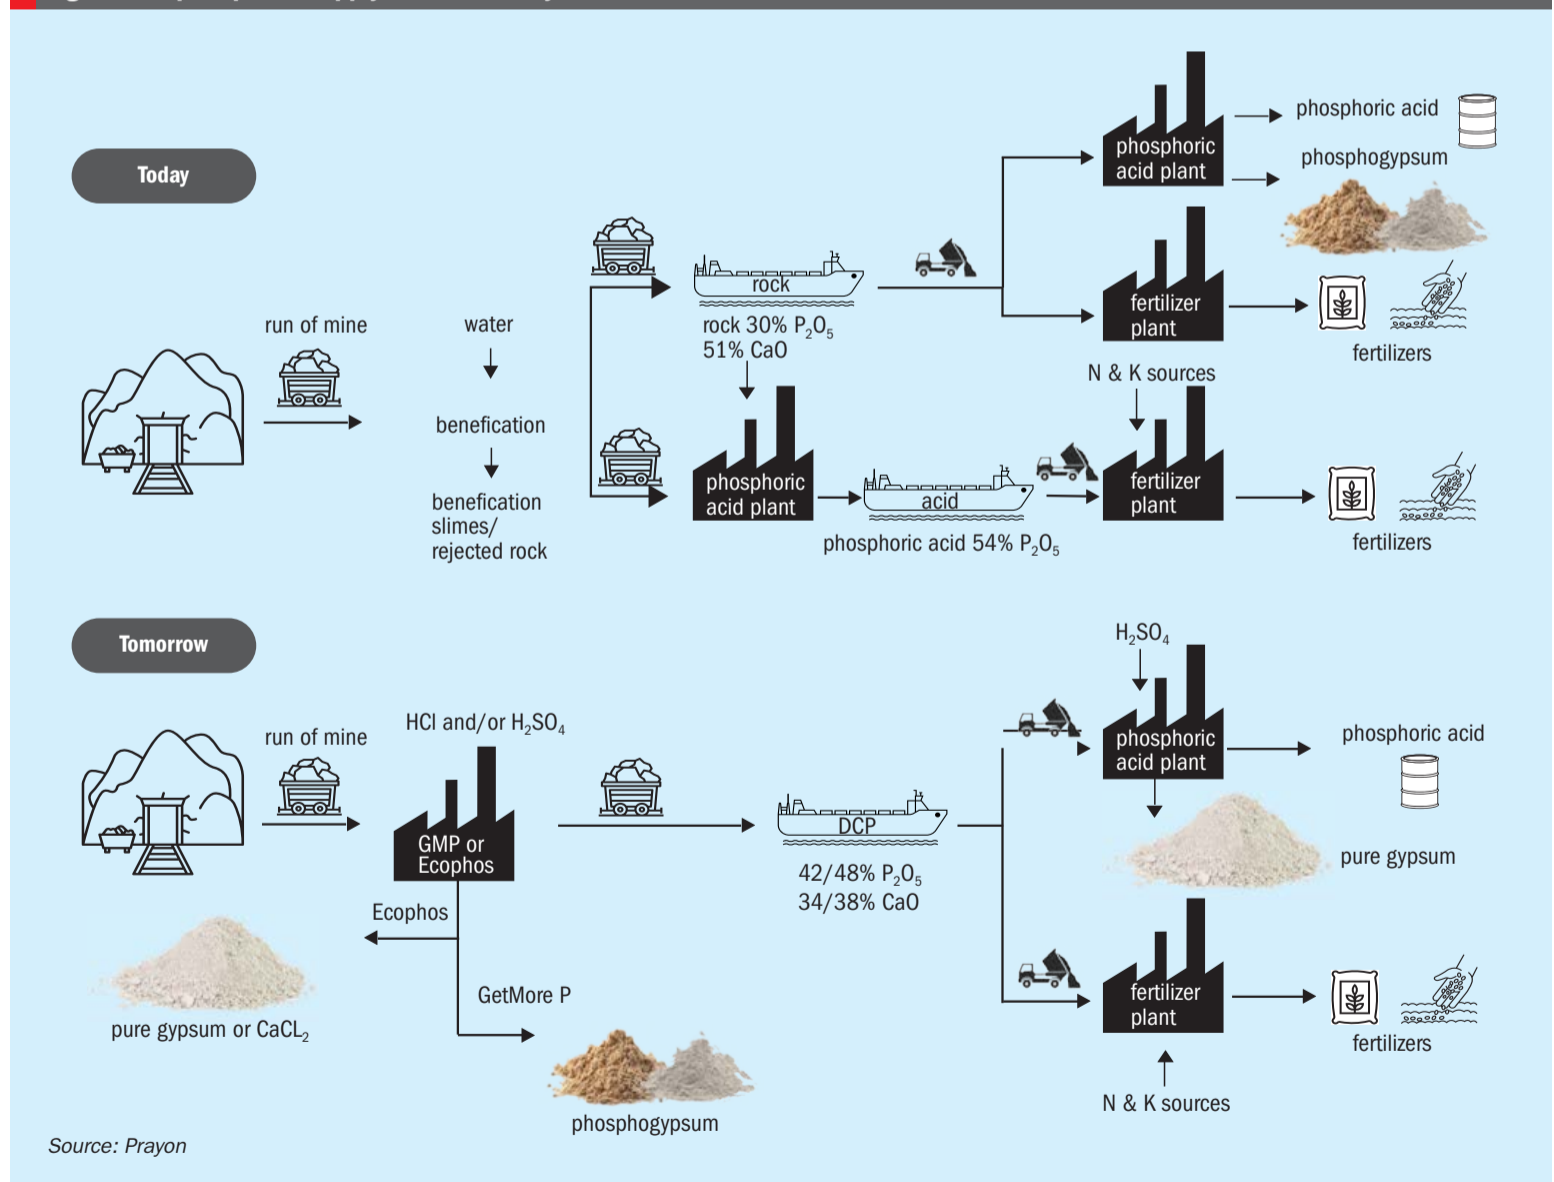 Today
run of mine
water
benefication
benefication
slimes/
rejected rock
rock
rock 30% P₂O₅
51% CaO
phosphoric
acid plant
phosphoric acid
phosphogypsum
fertilizer
plant
fertilizers
phosphoric
acid plant
acid
phosphoric acid 54% P₂O₅
N & K sources
fertilizer
plant
fertilizers
Tomorrow
run of mine
HCl and/or H₂SO₄
GMP or
Ecophos
Ecophos
pure gypsum or CaCL₂
GetMore P
phosphogypsum
DCP
42/48% P₂O₅
34/38% CaO
H₂SO₄
phosphoric
acid plant
phosphoric acid
pure gypsum
fertilizer
plant
fertilizers
N & K sources
Source: Prayon